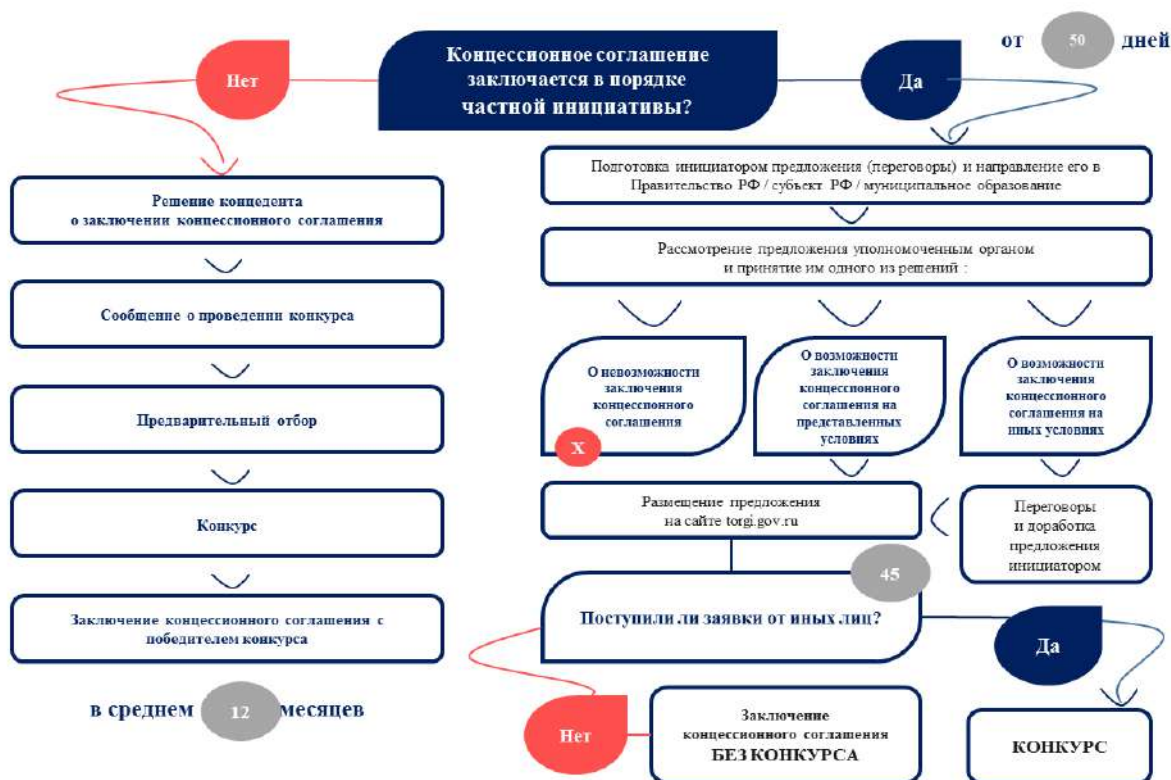 Концессионное соглашение
заключается в порядке
частной инициативы?
Нет
Да
от 50 дней
Решение концедента
о заключении концессионного соглашения
Сообщение о проведении конкурса
Предварительный отбор
Конкурс
Заключение концессионного соглашения с
победителем конкурса
в среднем 12 месяцев
Подготовка инициатором предложения (переговоры) и направление его в
Правительство РФ / субъект РФ / муниципальное образование
Рассмотрение предложения уполномоченным органом
и принятие им одного из решений :
О невозможности
заключения
концессионного
соглашения
X
О возможности
заключения
концессионного
соглашения на
представленных
условиях
О возможности
заключения
концессионного
соглашения на
иных условиях
Размещение предложения
на сайте torgi.gov.ru
Переговоры
и доработка
предложения
инициатором
45
Поступили ли заявки от иных лиц?
Да
Нет
Заключение
концессионного соглашения
БЕЗ КОНКУРСА
КОНКУРС